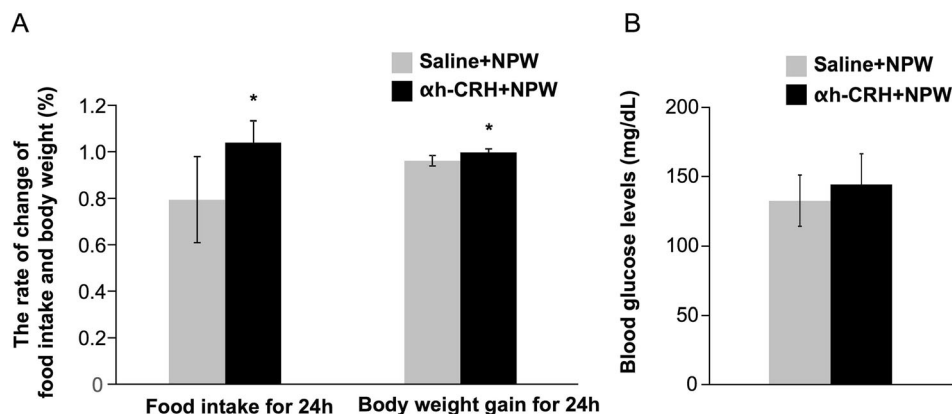 A
Saline+NPW
αh-CRH+NPW
The rate of change of
food intake and body weight (%)
1.2
1.0
0.8
0.6
0.4
0.2
0
*
*
Food intake for 24h
Body weight gain for 24h
B
Saline+NPW
αh-CRH+NPW
Blood glucose levels (mg/dL)
200
150
100
50
0